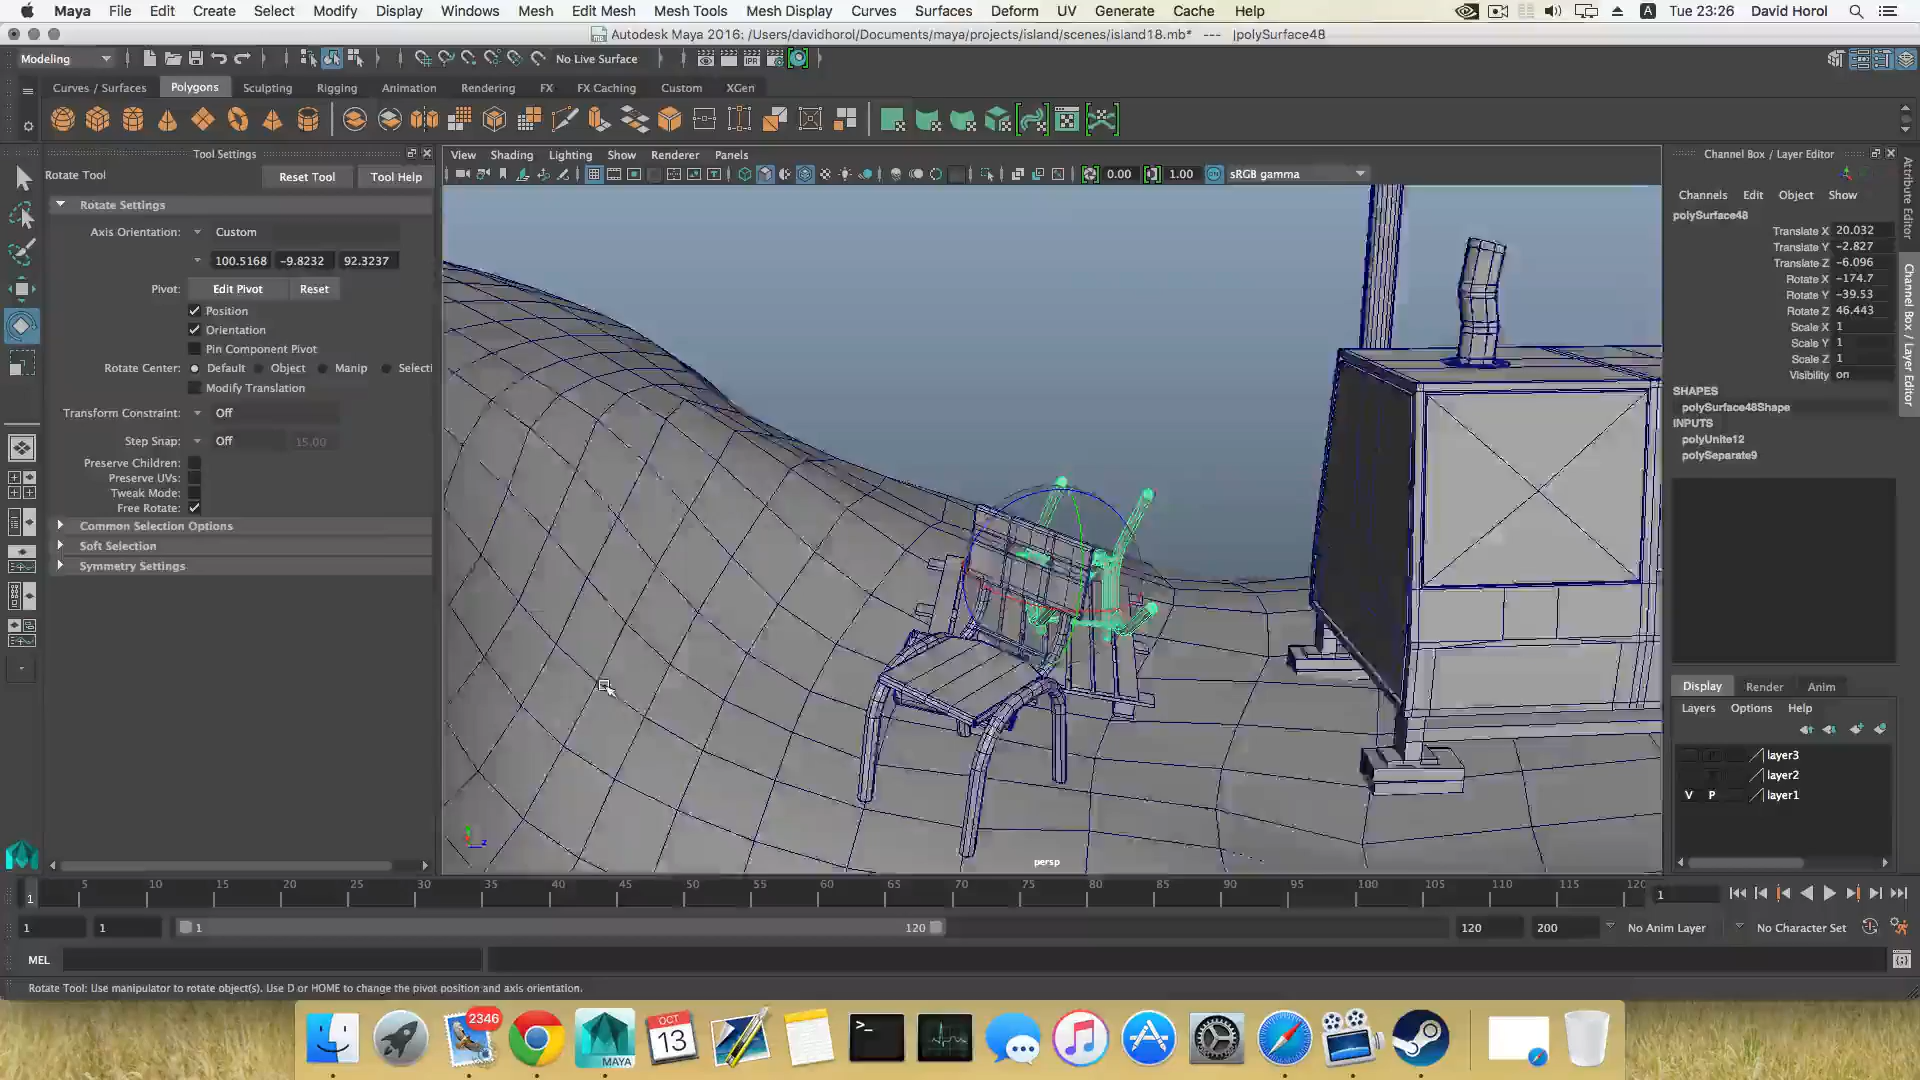 Maya File Edit Create Select Modify Display Windows Mesh Edit Mesh Mesh Tools Mesh Display Curves Surfaces Deform UV Generate Cache Help A Tue 23:26 David Horol
Autodesk Maya 2016: /Users/davidhorol/Documents/maya/projects/island/scenes/island18.mb* --- |polySurface48
Modeling No Live Surface
Curves / Surfaces Polygons Sculpting Rigging Animation Rendering FX FX Caching Custom XGen
Tool Settings
Rotate Tool Reset Tool Tool Help
Rotate Settings
Axis Orientation: Custom
100.5168 -9.8232 92.3237
Pivot: Edit Pivot Reset
Position
Orientation
Pin Component Pivot
Rotate Center: Default Object Manip Selecti
Modify Translation
Transform Constraint: Off
Step Snap: Off 15.00
Preserve Children:
Preserve UVs:
Tweak Mode:
Free Rotate:
Common Selection Options
Soft Selection
Symmetry Settings
View Shading Lighting Show Renderer Panels
0.00 1.00 sRGB gamma
persp
Channel Box / Layer Editor
Channels Edit Object Show
polySurface48
Translate X 20.032
Translate Y -2.827
Translate Z -6.096
Rotate X -174.7
Rotate Y -39.53
Rotate Z 46.443
Scale X 1
Scale Y 1
Scale Z 1
Visibility on
SHAPES
polySurface48Shape
INPUTS
polyUnite12
polySeparate9
Attribute Editor
Channel Box / Layer Editor
Display Render Anim
Layers Options Help
layer3
layer2
V P layer1
1 5 10 15 20 25 30 35 40 45 50 55 60 65 70 75 80 85 90 95 100 105 110 115 120 1
1 1 1 120 120 200 No Anim Layer No Character Set
MEL
Rotate Tool: Use manipulator to rotate object(s). Use D or HOME to change the pivot position and axis orientation.
2346
MAYA
OCT
13